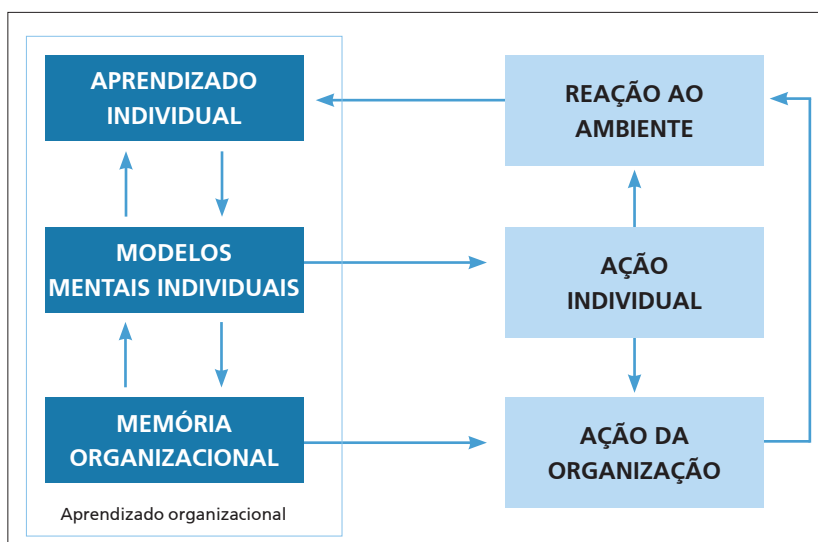 APRENDIZADO
INDIVIDUAL
REAÇÃO AO
AMBIENTE
MODELOS
MENTAIS INDIVIDUAIS
AÇÃO
INDIVIDUAL
MEMÓRIA
ORGANIZACIONAL
AÇÃO DA
ORGANIZAÇÃO
Aprendizado organizacional